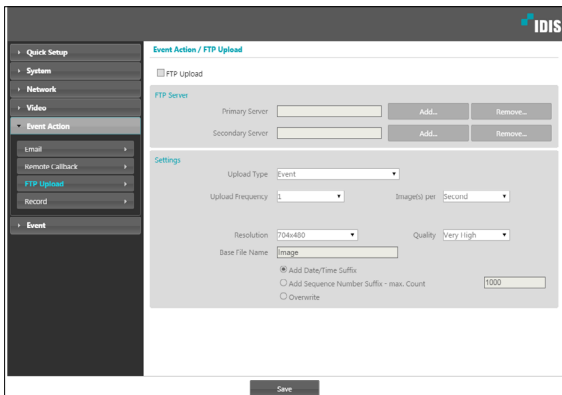 IDIS
Quick Setup
System
Network
Video
Event Action
Email
Remote Callback
FTP Upload
Record
Event
Event Action / FTP Upload
FTP Upload
FTP Server
Primary Server Add... Remove...
Secondary Server Add... Remove...
Settings
Upload Type Event
Upload Frequency 1 Image(s) per Second
Resolution 704x480 Quality Very High
Base File Name Image
Add Date/Time Suffix
Add Sequence Number Suffix - max. Count 1000
Overwrite
Save